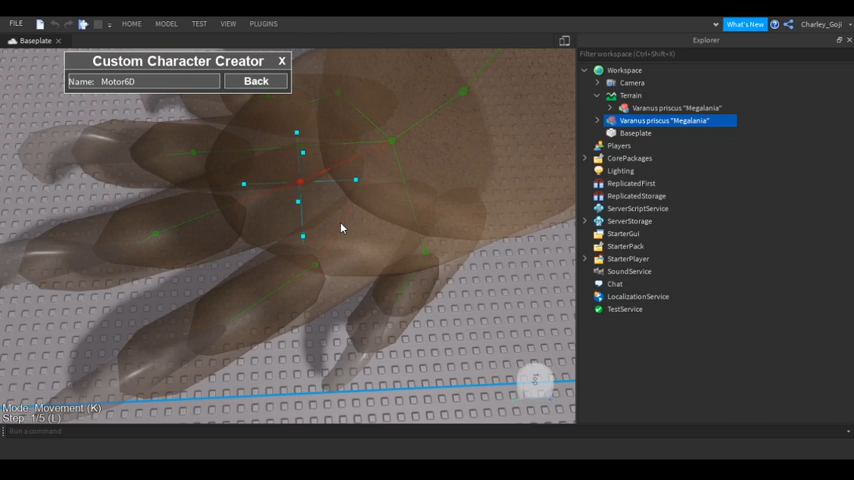 FILE HOME MODEL TEST VIEW PLUGINS What's New Charley_Goji
Baseplate Explorer
Custom Character Creator X
Name: Motor6D Back
Filter workspace (Ctrl+Shift+X)
Workspace
Camera
Terrain
Varanus priscus "Megalania"
Varanus priscus "Megalania"
Baseplate
Players
CorePackages
Lighting
ReplicatedFirst
ReplicatedStorage
ServerScriptService
ServerStorage
StarterGui
StarterPack
StarterPlayer
SoundService
Chat
LocalizationService
TestService
Top
Mode: Movement (K)
Step: 1/5 (L)
Run a command